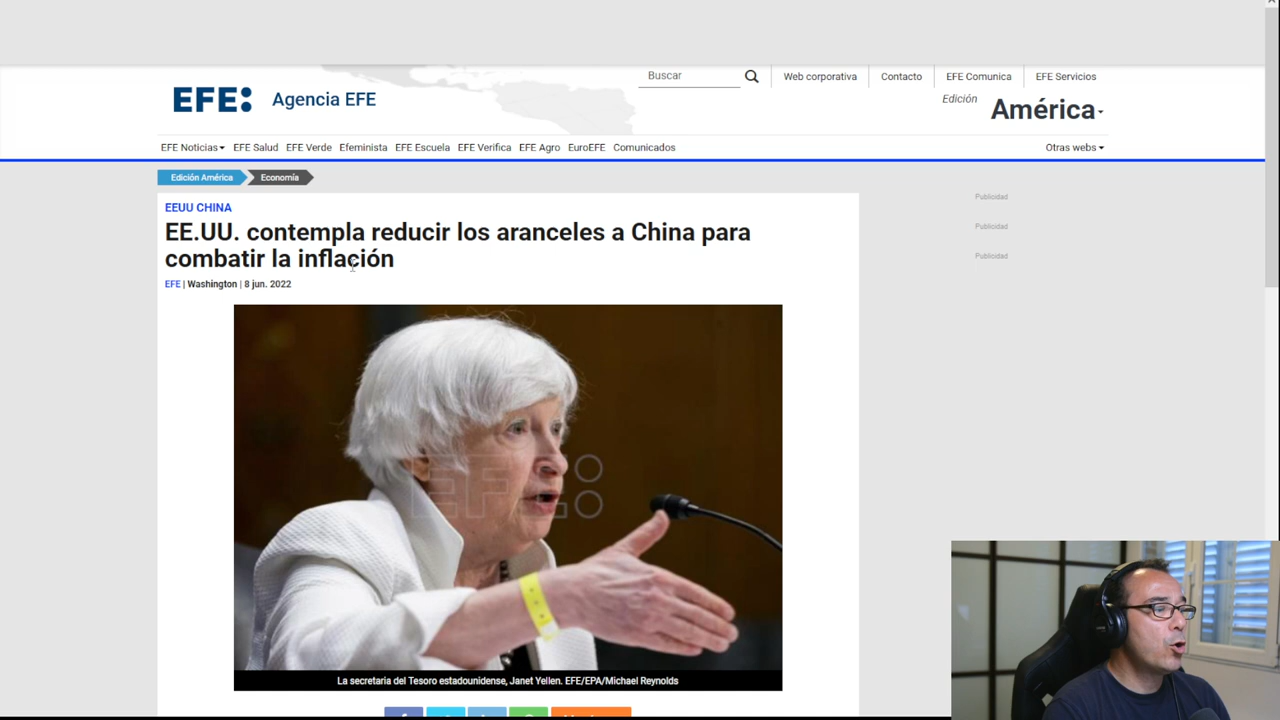 Buscar
Web corporativa
Contacto
EFE Comunica
EFE Servicios
EFE:
Agencia EFE
Edición
América
EFE Noticias
EFE Salud
EFE Verde
Efeminista
EFE Escuela
EFE Verifica
EFE Agro
EuroEFE
Comunicados
Otras webs
Edición América
Economía
EEUU CHINA
EE.UU. contempla reducir los aranceles a China para
combatir la inflación
EFE | Washington | 8 jun. 2022
Publicidad
Publicidad
Publicidad
EFE:
La secretaria del Tesoro estadounidense, Janet Yellen. EFE/EPA/Michael Reynolds